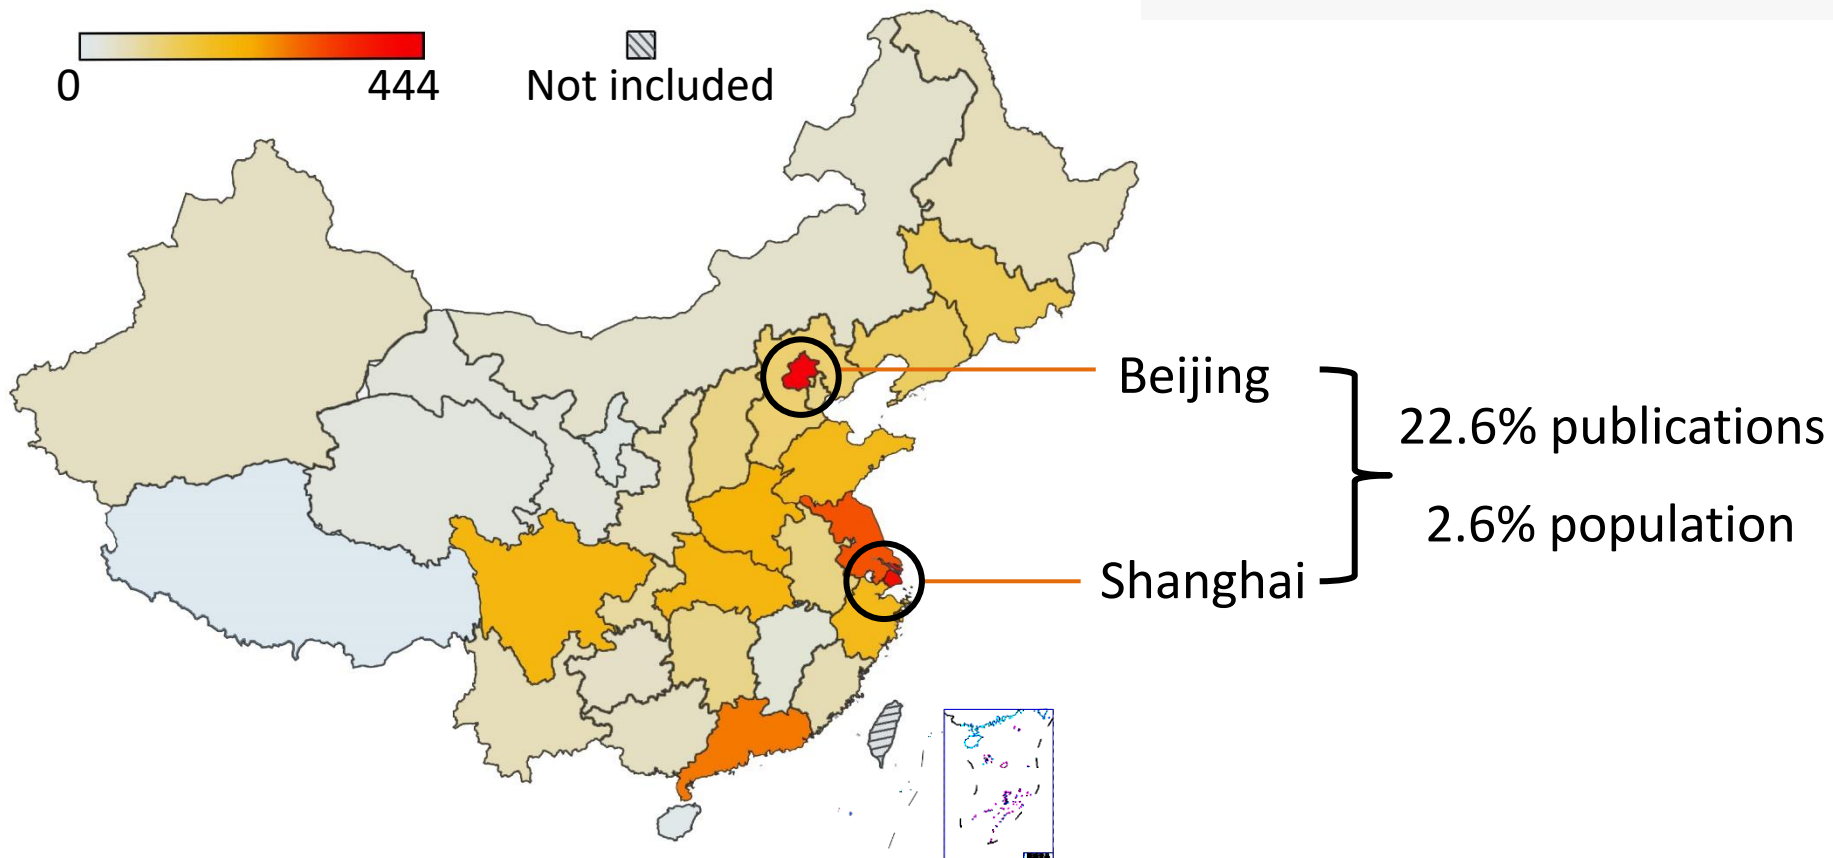 0
444
Not included
Beijing
22.6% publications
2.6% population
Shanghai